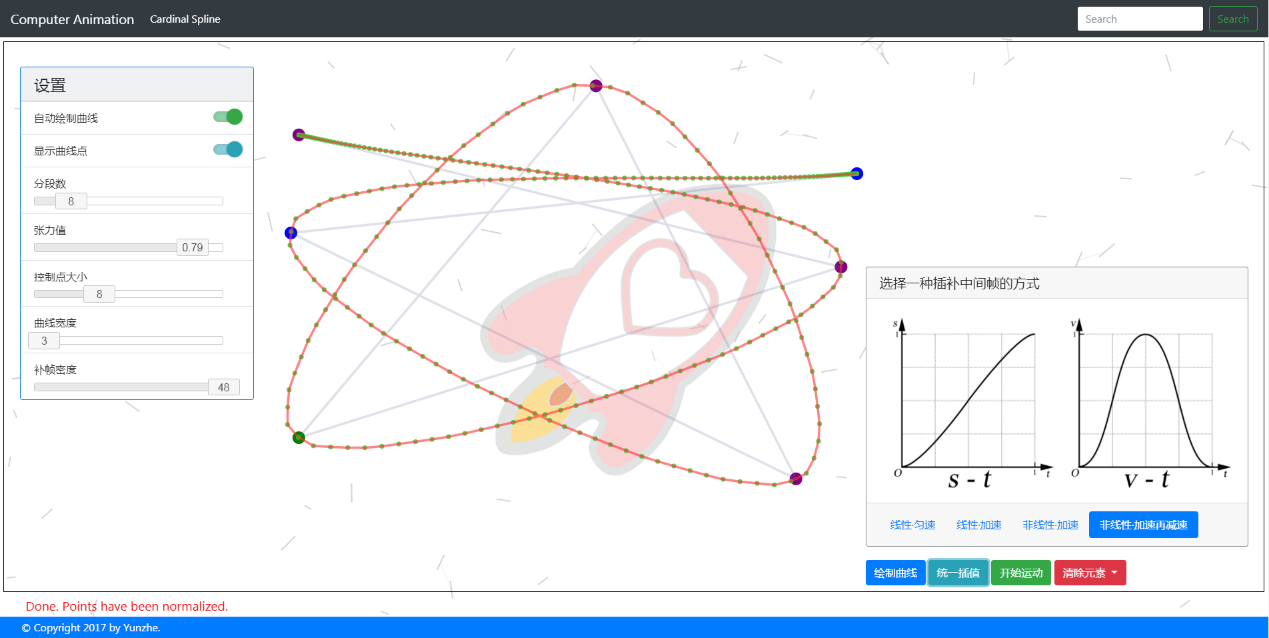 Computer Animation Cardinal Spline Search Search
设置
自动绘制曲线
显示曲线点
分段数
8
张力值
0.79
控制点大小
8
曲线宽度
3
补帧密度
48
选择一种插补中间帧的方式
s
1
O
1
t
s - t
v
1
O
1
t
v - t
线性·匀速 线性·加速 非线性·加速 非线性·加速再减速
绘制曲线 统一插值 开始运动 清除元素
Done. Points have been normalized.
© Copyright 2017 by Yunzhe.